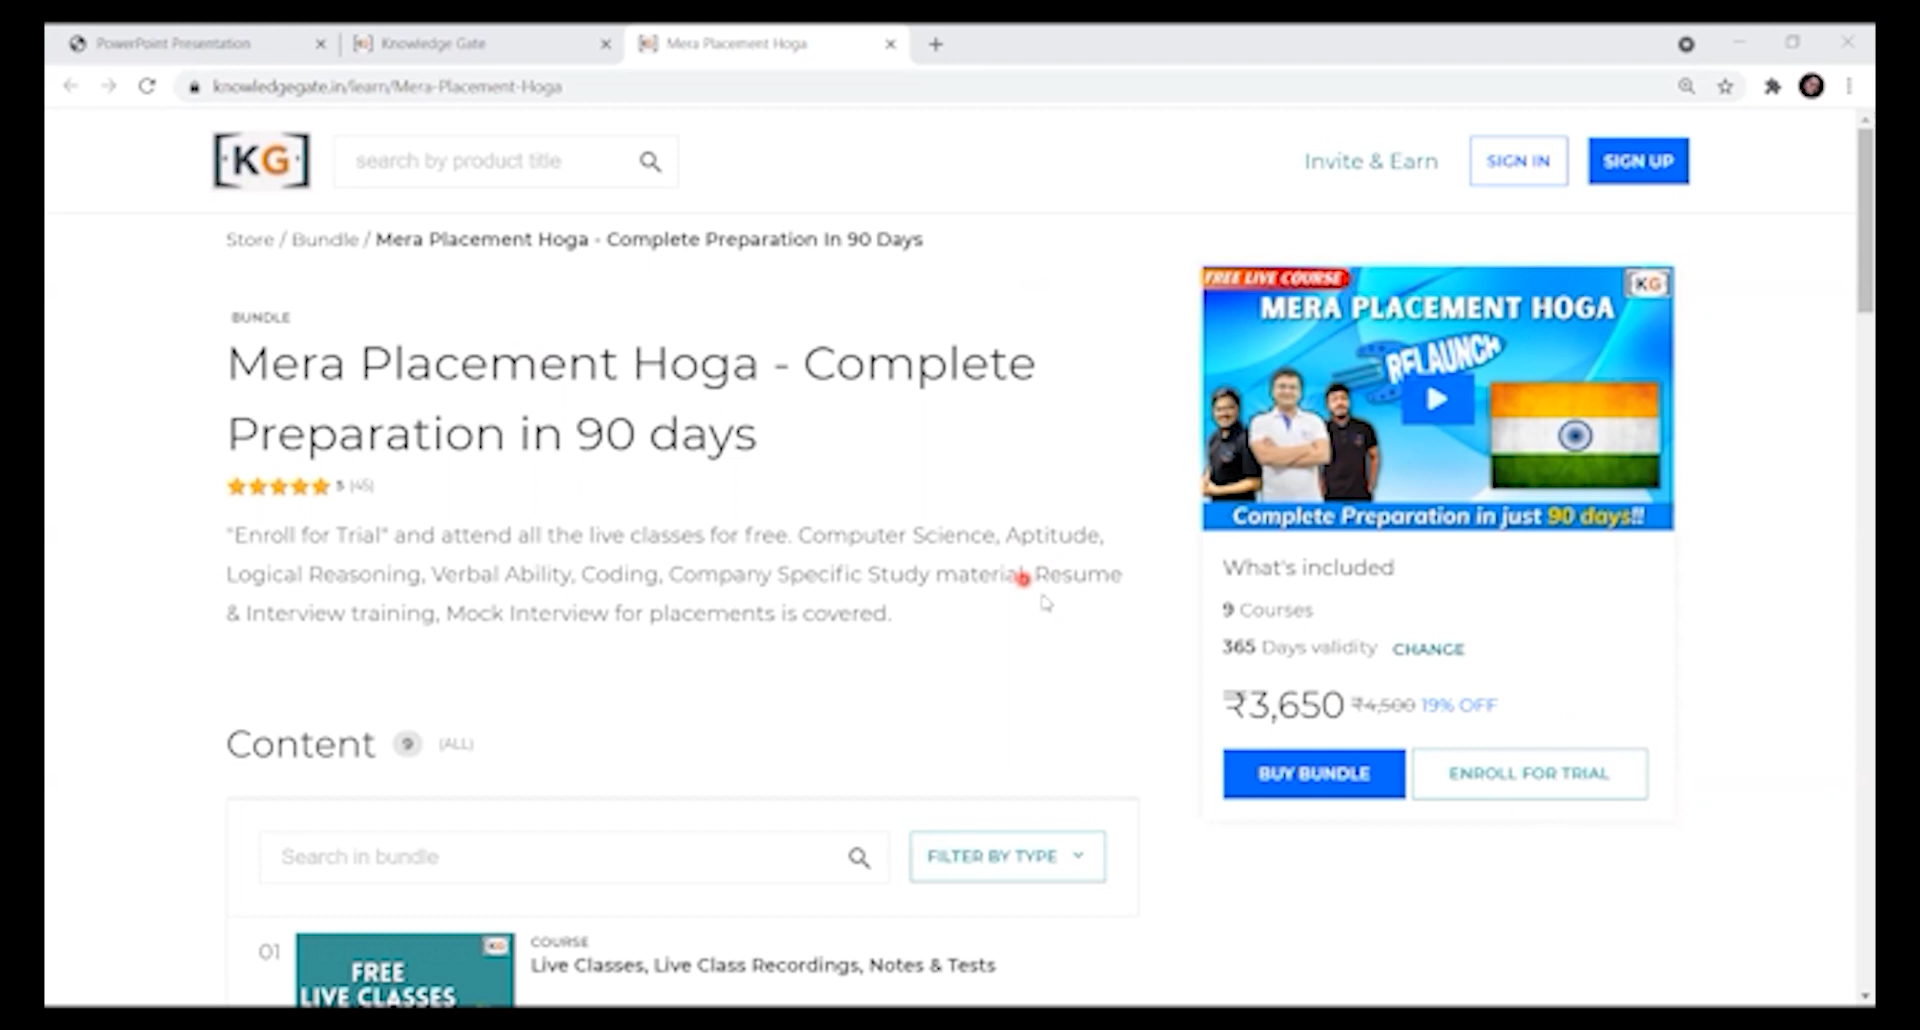 PowerPoint Presentation
Knowledge Gate
Mera Placement Hoga
knowledgegate.in/learn/Mera-Placement-Hoga
KG
search by product title
Invite & Earn
SIGN IN
SIGN UP
Store / Bundle / Mera Placement Hoga - Complete Preparation In 90 Days
BUNDLE
Mera Placement Hoga - Complete
Preparation in 90 days
5 (45)
"Enroll for Trial" and attend all the live classes for free. Computer Science, Aptitude,
Logical Reasoning, Verbal Ability, Coding, Company Specific Study material, Resume
& Interview training, Mock Interview for placements is covered.
FREE LIVE COURSE
KG
MERA PLACEMENT HOGA
RELAUNCH
Complete Preparation in just 90 days!!
What's included
9 Courses
365 Days validity CHANGE
₹3,650 ₹4,500 19% OFF
BUY BUNDLE
ENROLL FOR TRIAL
Content 9 (ALL)
Search in bundle
FILTER BY TYPE
01
FREE
LIVE CLASSES
KG
COURSE
Live Classes, Live Class Recordings, Notes & Tests